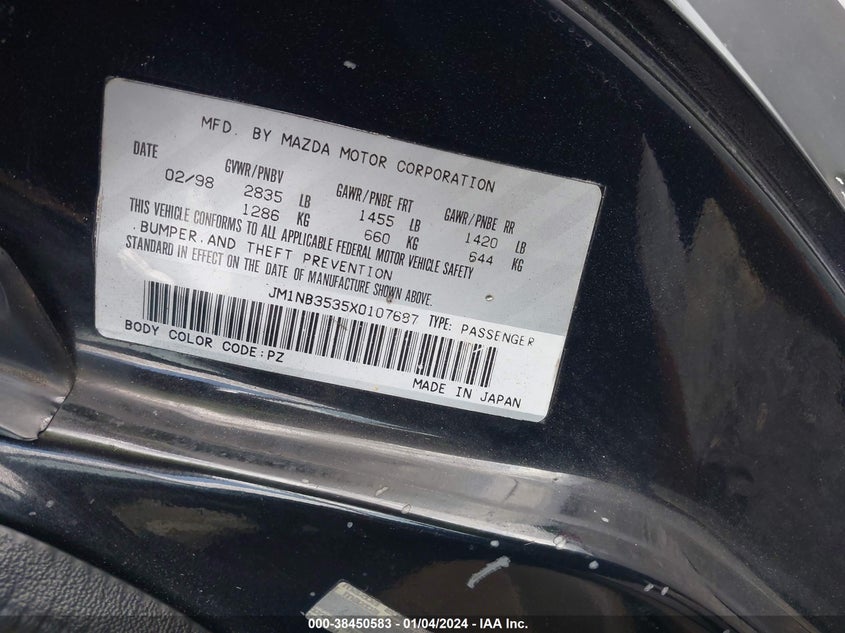 MFD. BY MAZDA MOTOR CORPORATION
DATE GVWR/PNBV GAWR/PNBE FRT GAWR/PNBE RR
02/98 2835 LB 1455 LB 1420 LB
1286 KG 660 KG 644 KG
THIS VEHICLE CONFORMS TO ALL APPLICABLE FEDERAL MOTOR VEHICLE SAFETY
BUMPER AND THEFT PREVENTION
STANDARD IN EFFECT ON THE DATE OF MANUFACTURE SHOWN ABOVE.
JM1NB3535X0107687 TYPE: PASSENGER
BODY COLOR CODE:PZ
MADE IN JAPAN
000-38450583 - 01/04/2024 - IAA Inc.